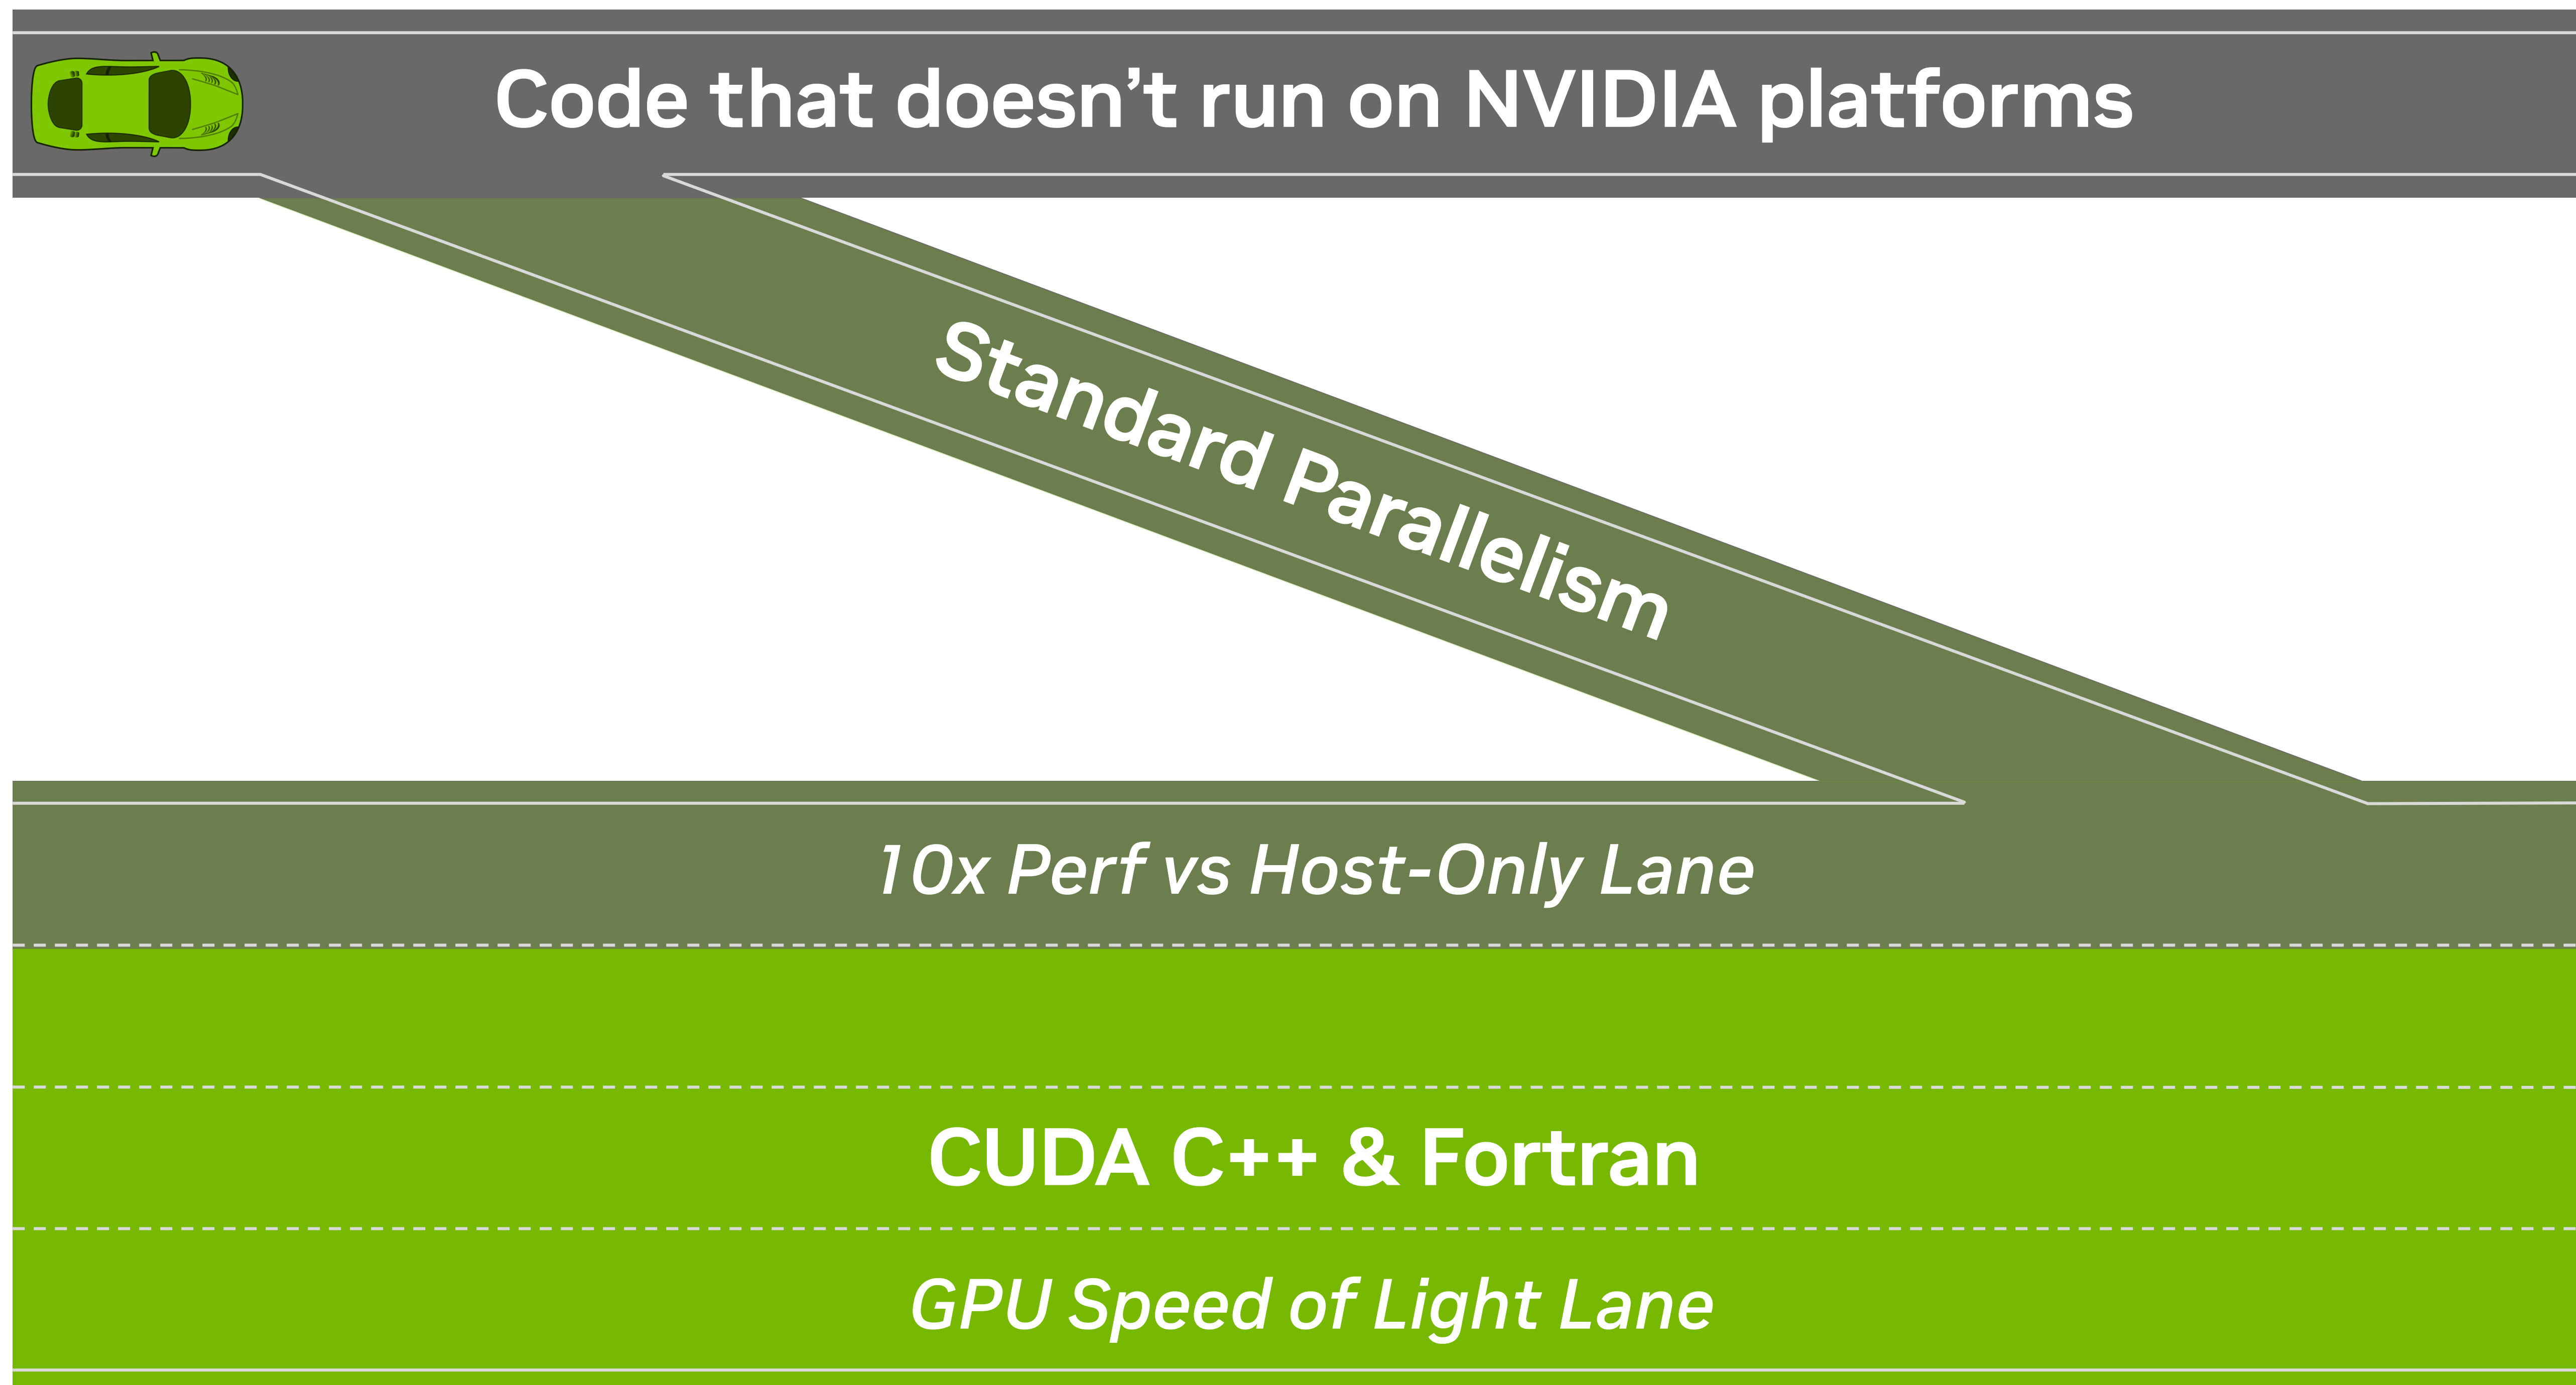 Code that doesn’t run on NVIDIA platforms
Standard Parallelism
10x Perf vs Host-Only Lane
CUDA C++ & Fortran
GPU Speed of Light Lane